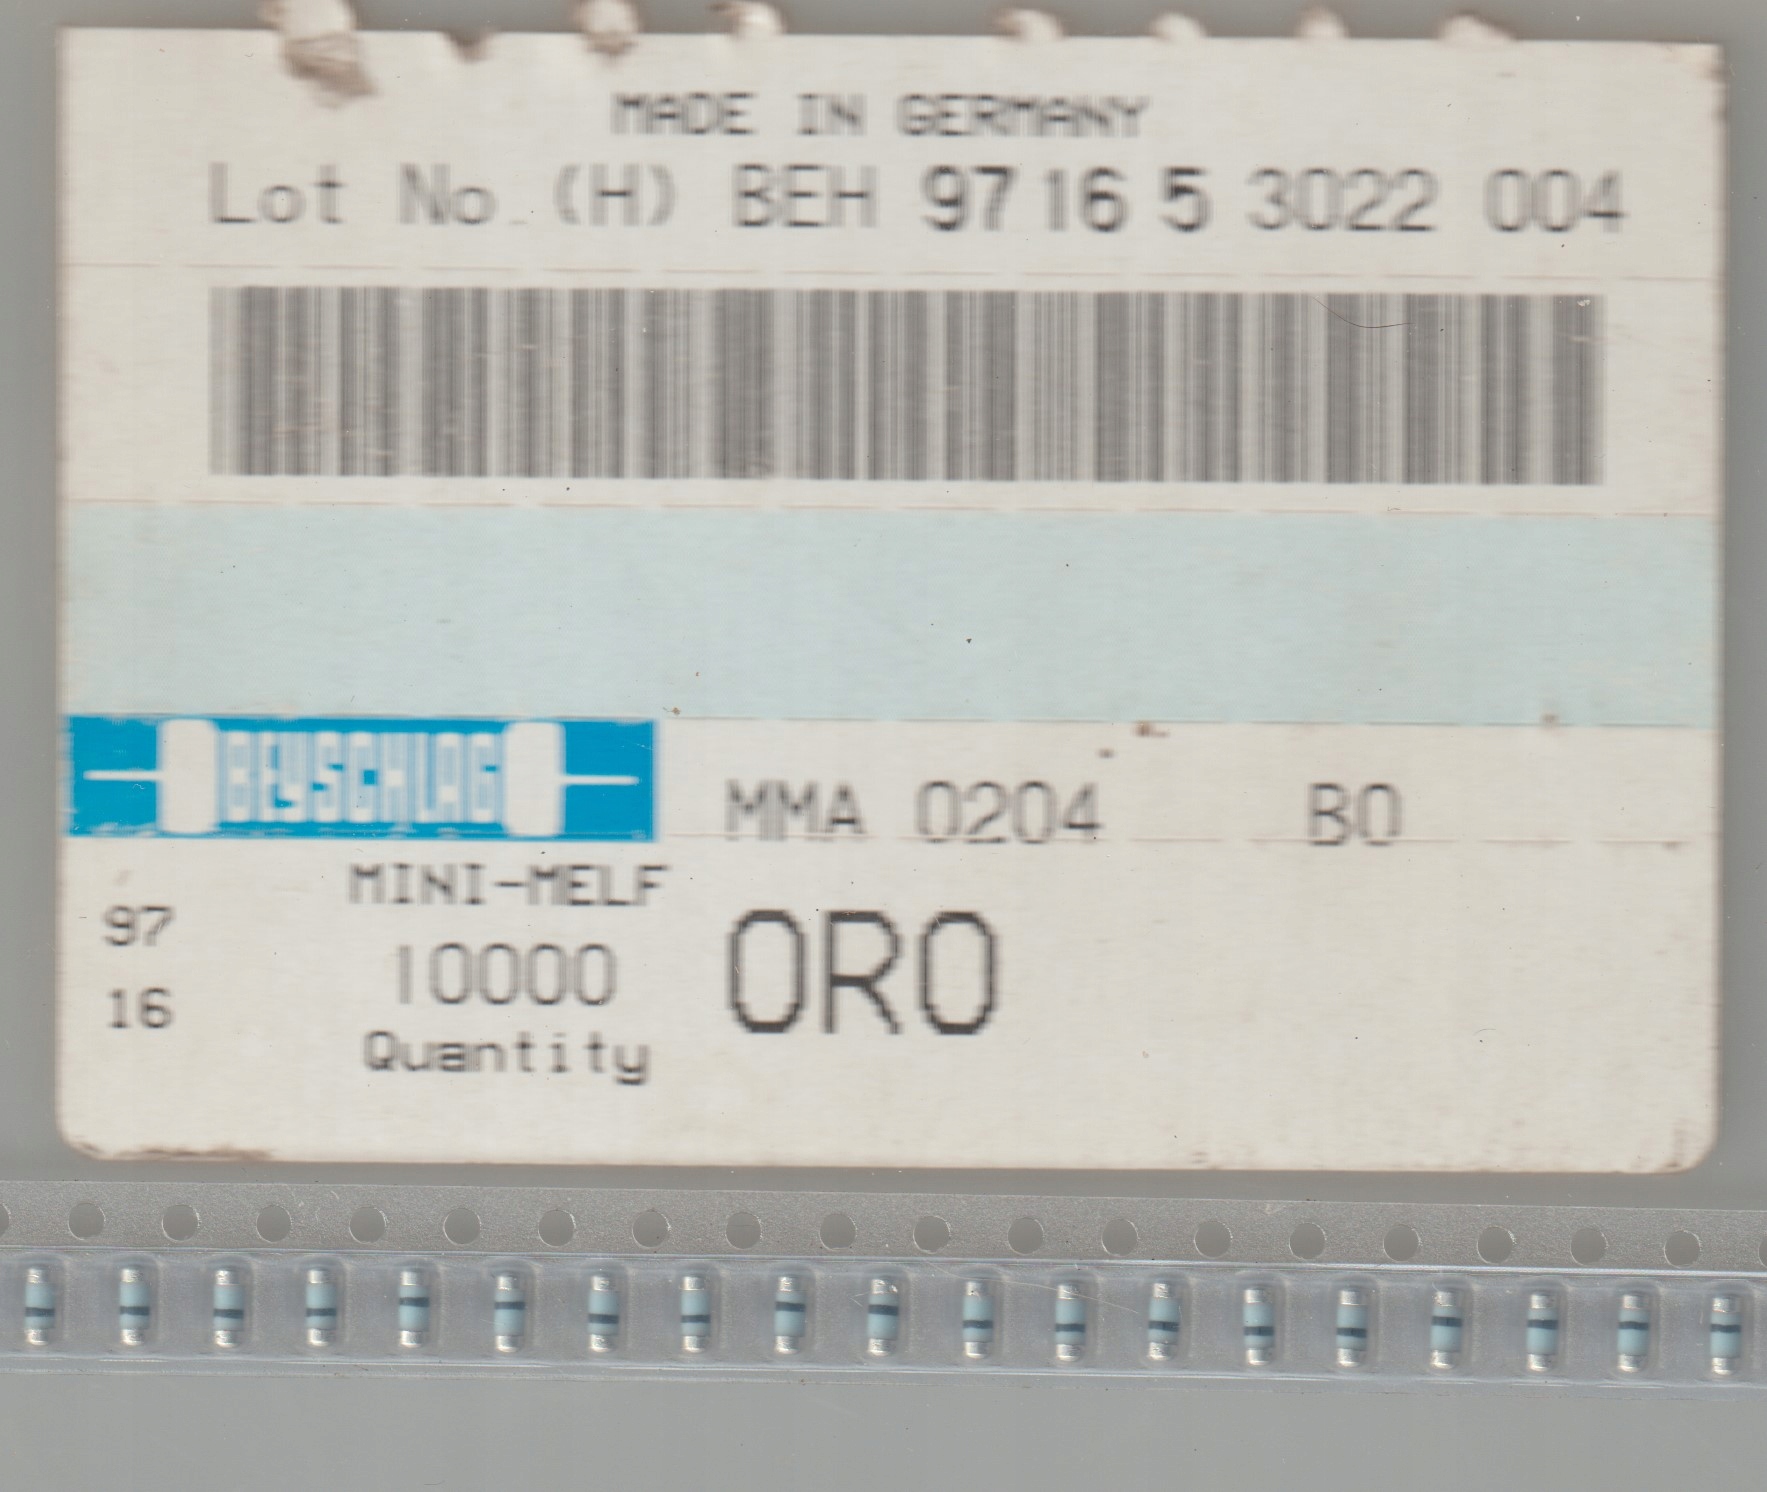 MADE IN GERMANY
Lot No. (H) BEH 97 16 5 3022 004
BEYSCHLAG
MMA 0204 B0
MINI-MELF
97
10000
0R0
16
Quantity